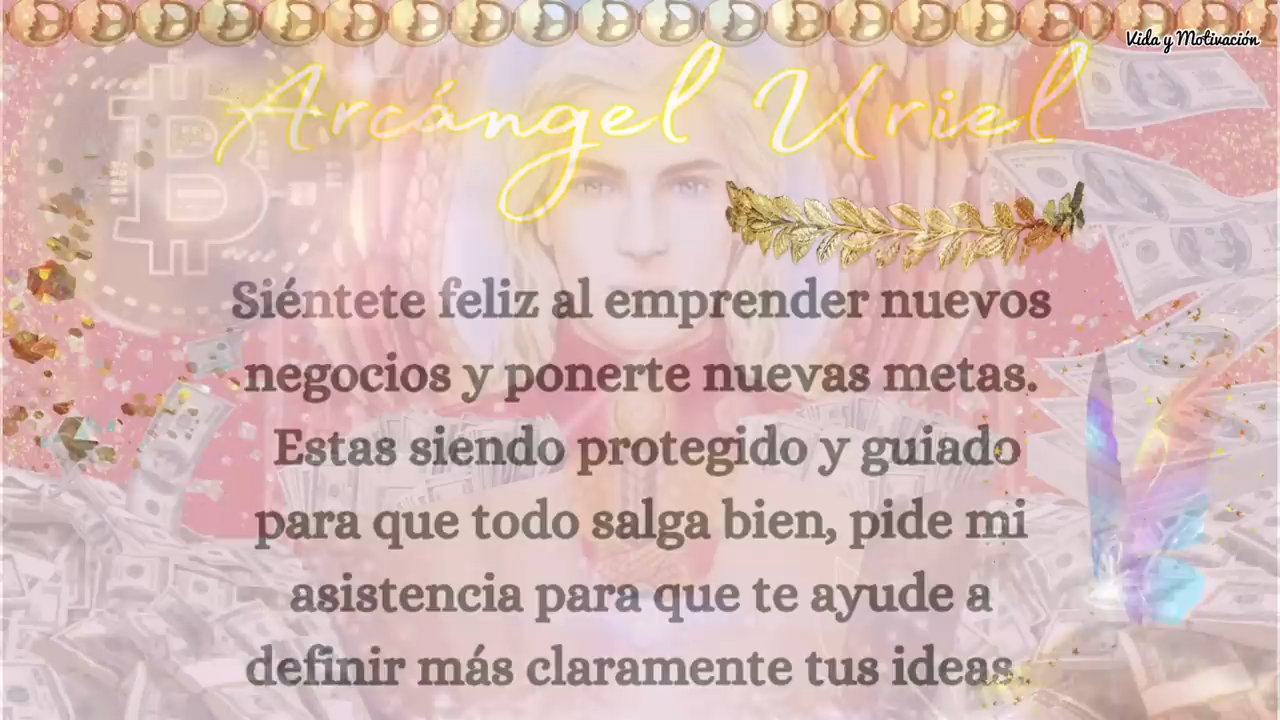 Vida y Motivación
Arcángel Uriel
Siéntete feliz al emprender nuevos
negocios y ponerte nuevas metas.
Estas siendo protegido y guiado
para que todo salga bien, pide mi
asistencia para que te ayude a
definir más claramente tus ideas.